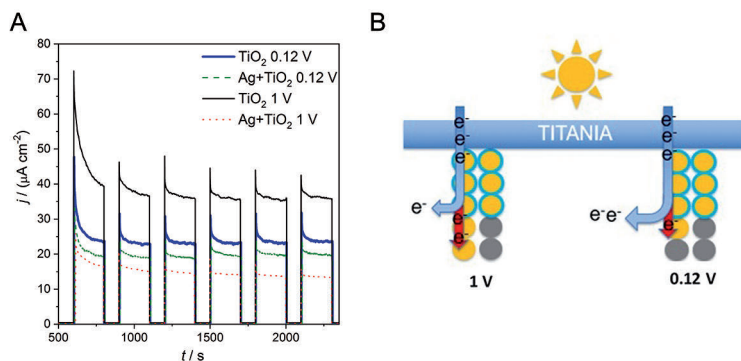 A
B
80
70
60
50
40
30
20
10
0
j / (µA cm⁻²)
TiO₂ 0.12 V
Ag+TiO₂ 0.12 V
TiO₂ 1 V
Ag+TiO₂ 1 V
500 1000 1500 2000
t / s
e⁻ e⁻
e⁻ TITANIA e⁻
e⁻ e⁻
e⁻ e⁻ e⁻e⁻ e⁻
e⁻
1 V 0.12 V